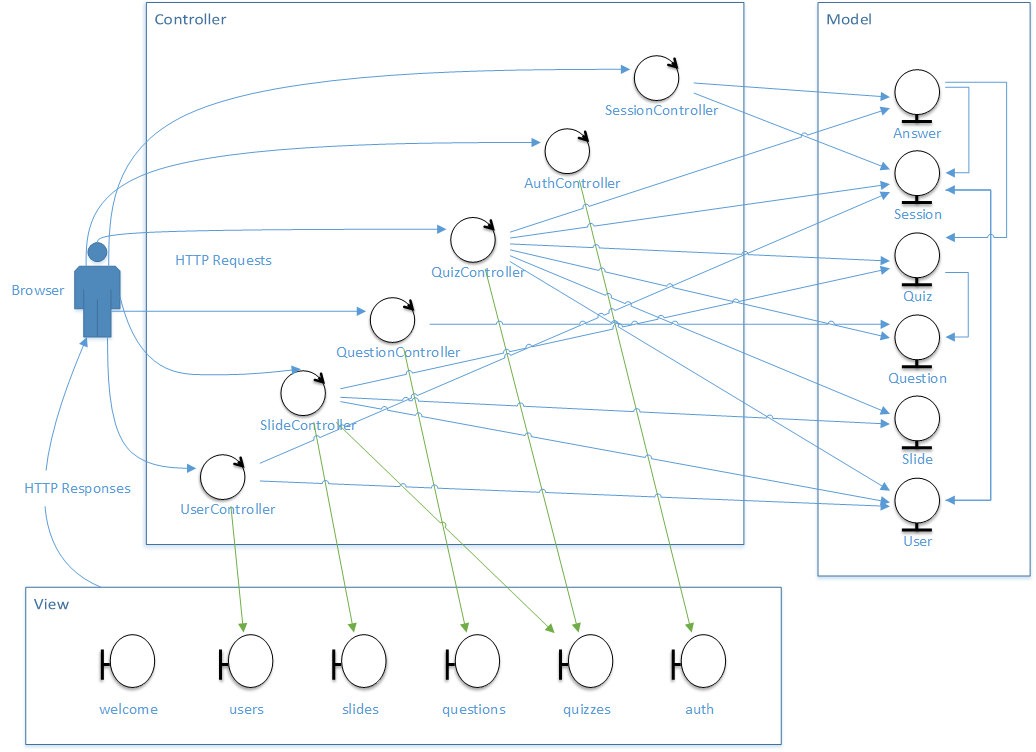 Controller
Model
SessionController
Answer
AuthController
Session
HTTP Requests
QuizController
Browser
Quiz
QuestionController
Question
SlideController
Slide
HTTP Responses
UserController
User
View
welcome
users
slides
questions
quizzes
auth